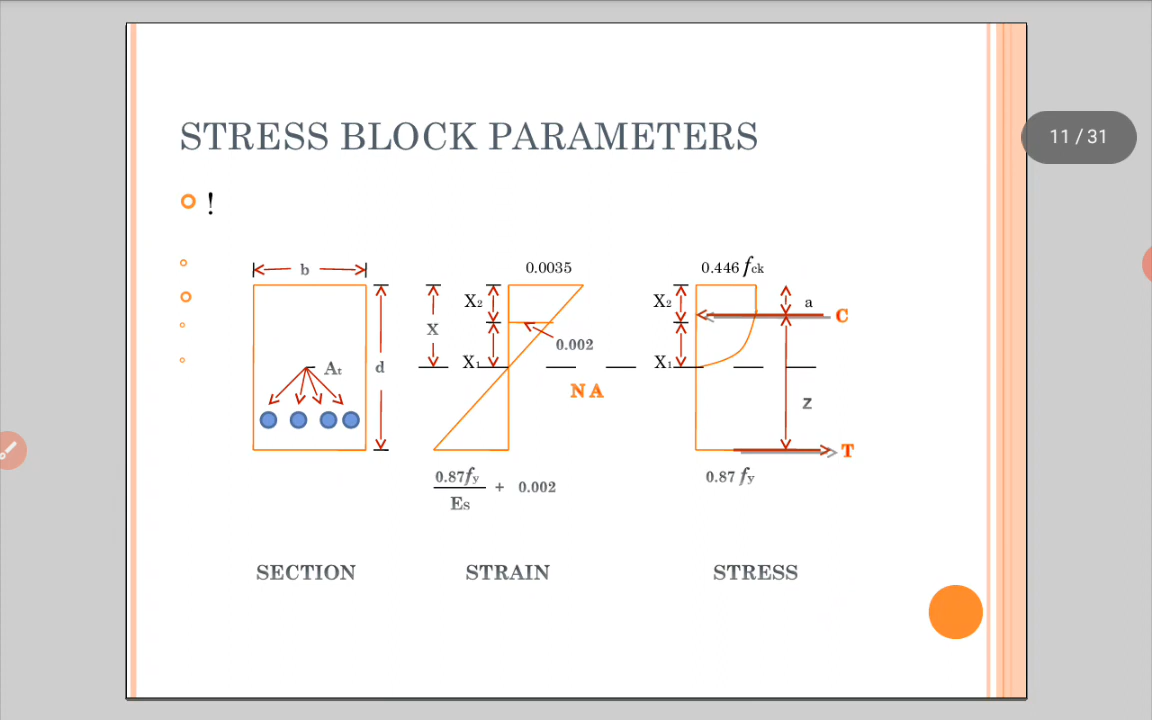 11 / 31
STRESS BLOCK PARAMETERS
!
b
0.0035
0.446 fck
X2
X2
a
C
X
0.002
At
d
X1
X1
N A
Z
T
0.87fy
Es
+ 0.002
0.87 fy
SECTION
STRAIN
STRESS